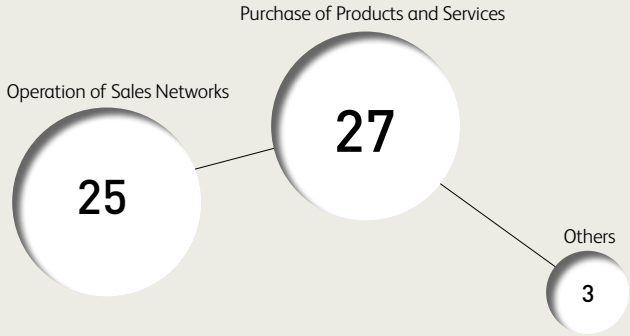 Purchase of Products and Services
Operation of Sales Networks
27
25
Others
3